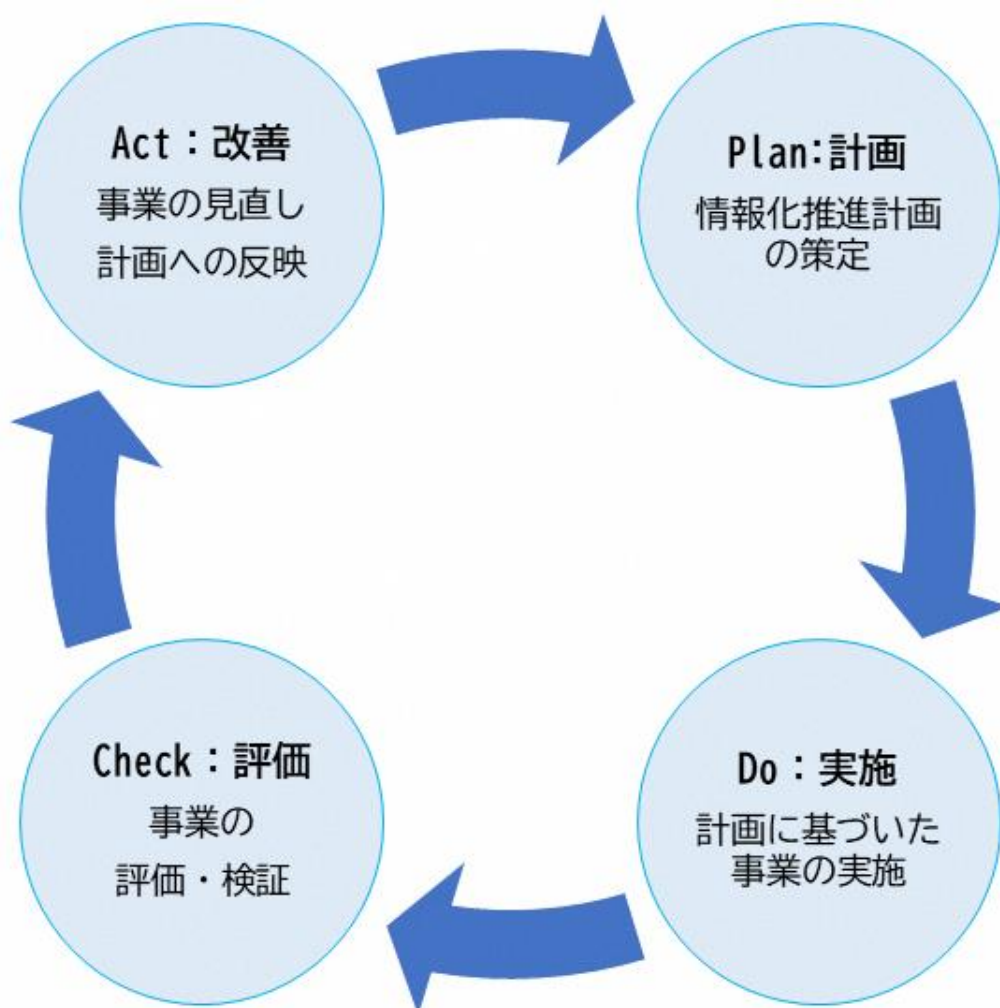 Act：改善
事業の見直し
計画への反映
Plan:計画
情報化推進計画
の策定
Check：評価
事業の
評価・検証
Do：実施
計画に基づいた
事業の実施